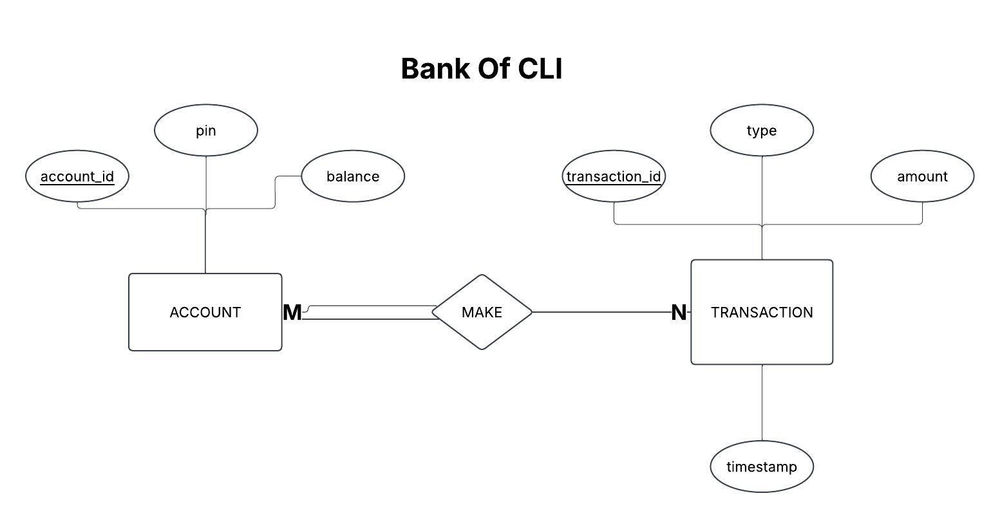 Bank Of CLI
pin
type
account_id
balance
transaction_id
amount
ACCOUNT
M
MAKE
N
TRANSACTION
timestamp